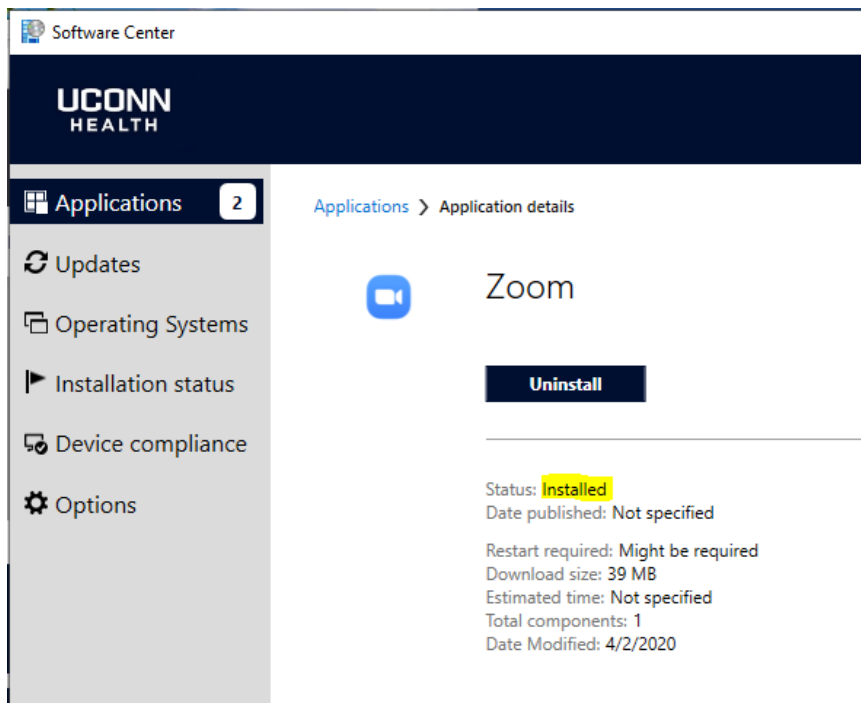 Software Center
UCONN
HEALTH
Applications 2
Updates
Operating Systems
Installation status
Device compliance
Options
Applications > Application details
Zoom
Uninstall
Status: Installed
Date published: Not specified
Restart required: Might be required
Download size: 39 MB
Estimated time: Not specified
Total components: 1
Date Modified: 4/2/2020